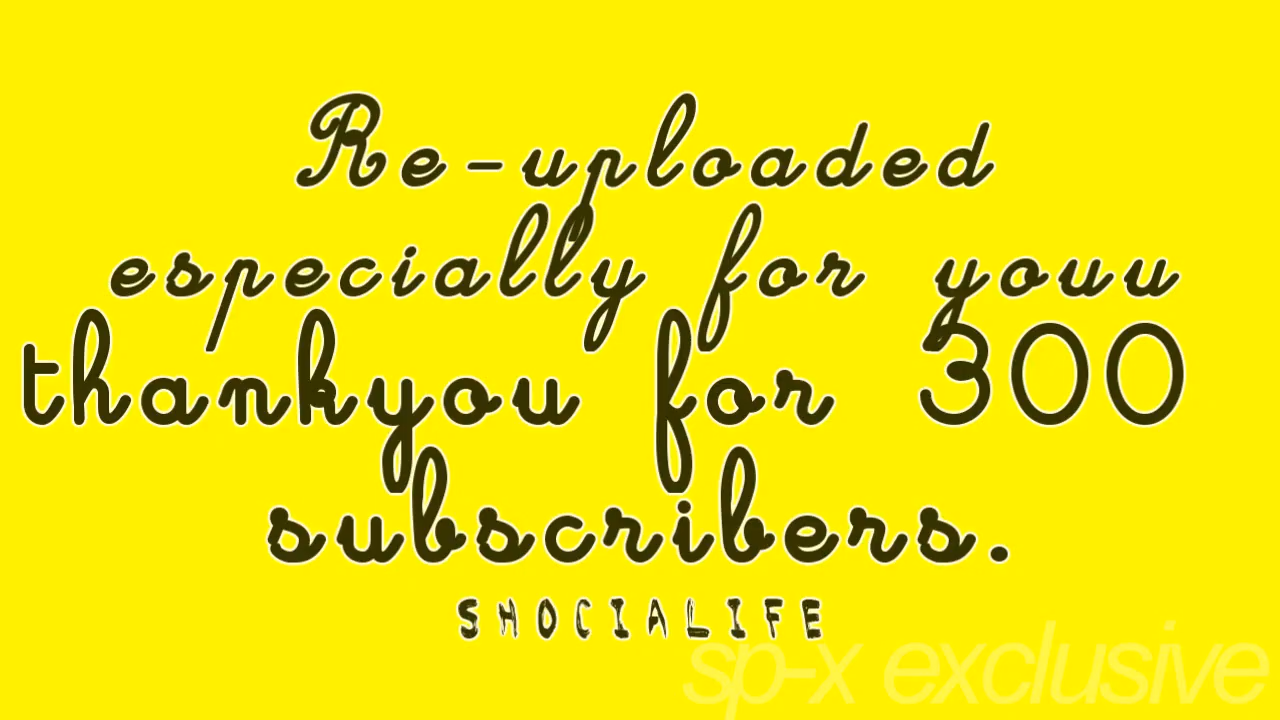 Re-uploaded
especially for youu
thankyou for 300
subscribers.
SHOCIALIFE
sp-x exclusive